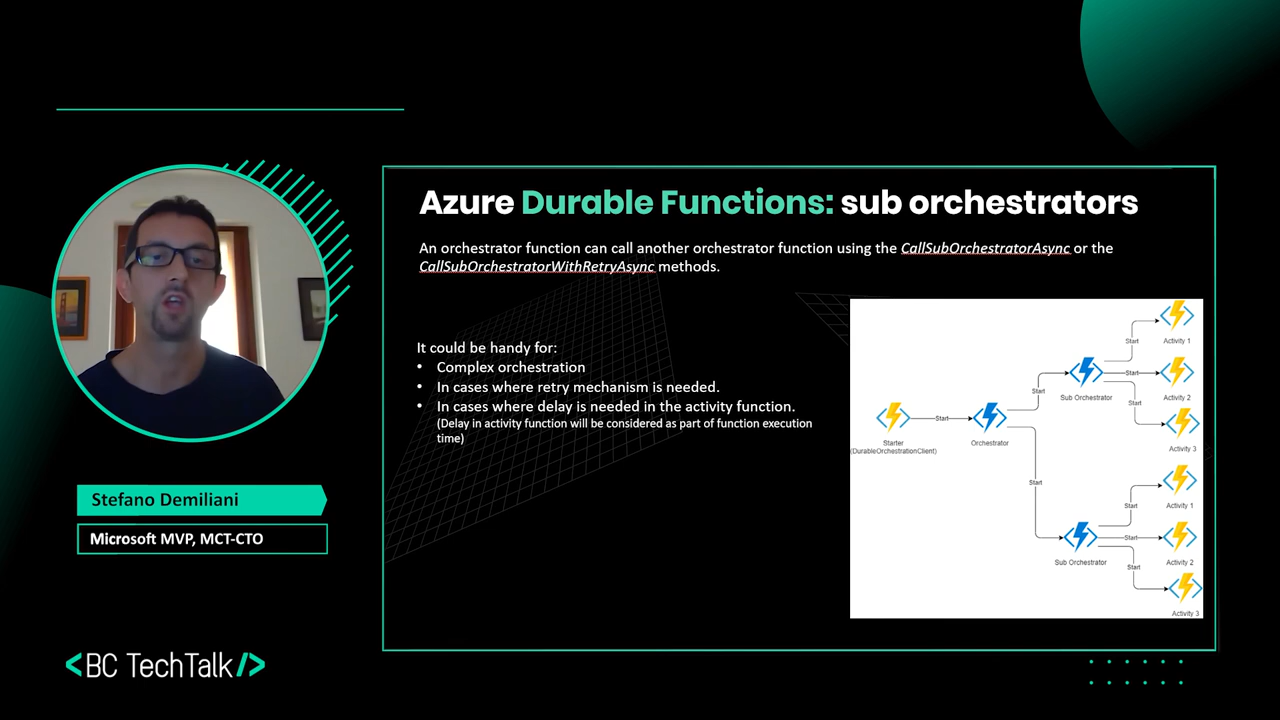 Azure Durable Functions: sub orchestrators
An orchestrator function can call another orchestrator function using the CallSubOrchestratorAsync or the
CallSubOrchestratorWithRetryAsync methods.
It could be handy for:
• Complex orchestration
• In cases where retry mechanism is needed.
• In cases where delay is needed in the activity function.
(Delay in activity function will be considered as part of function execution
time)
Starter
(DurableOrchestrationClient)
Start
Orchestrator
Start
Sub Orchestrator
Start
Activity 1
Start
Activity 2
Start
Activity 3
Start
Sub Orchestrator
Start
Activity 1
Start
Activity 2
Start
Activity 3
Stefano Demiliani
Microsoft MVP, MCT-CTO
<BC TechTalk/>